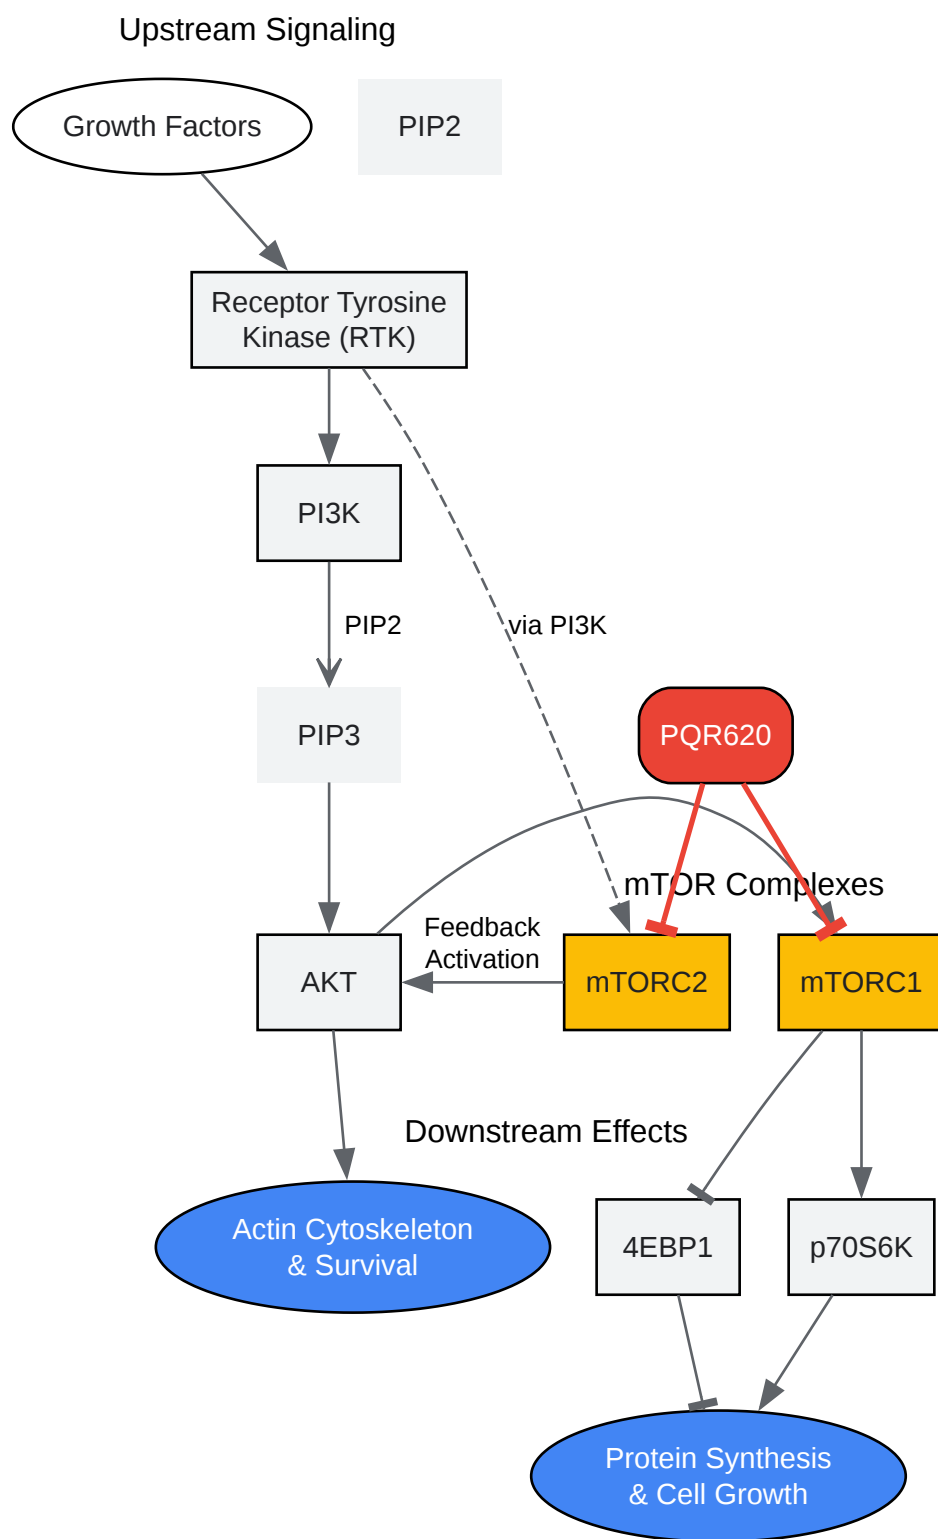 Upstream Signaling
Growth Factors
PIP2
Receptor Tyrosine
Kinase (RTK)
PI3K
PIP2
via PI3K
PIP3
PQR620
mTOR Complexes
Feedback
Activation
AKT
mTORC2
mTORC1
Downstream Effects
Actin Cytoskeleton
& Survival
4EBP1
p70S6K
Protein Synthesis
& Cell Growth